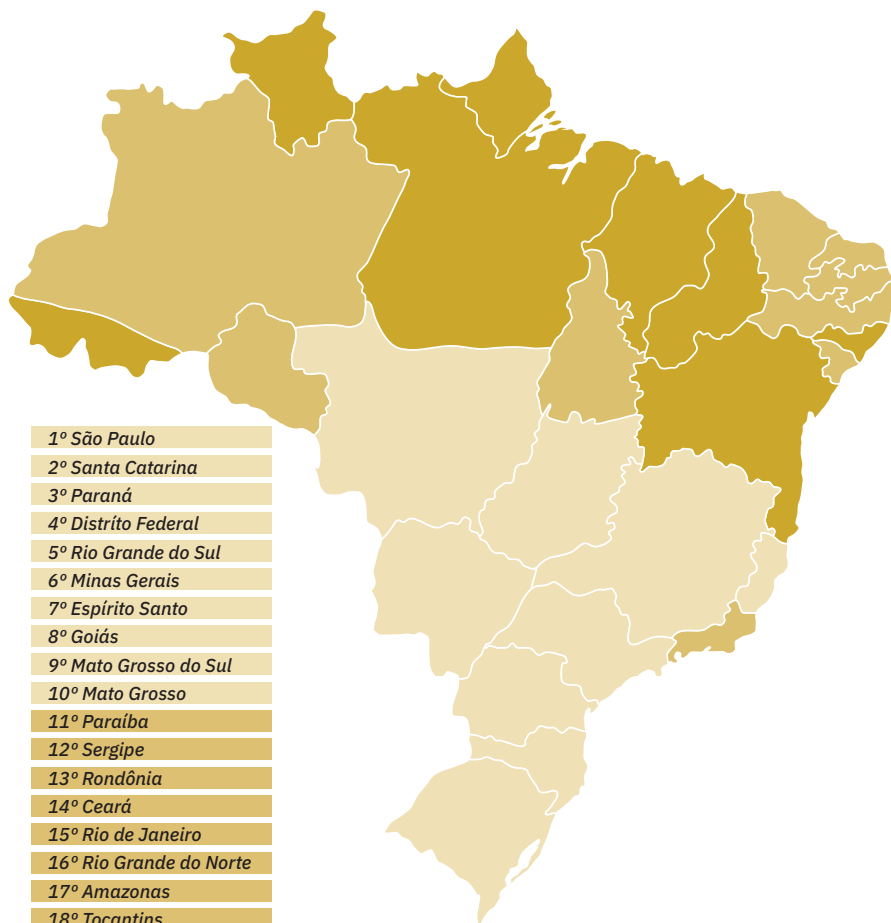 1º São Paulo
2º Santa Catarina
3º Paraná
4º Distríto Federal
5º Rio Grande do Sul
6º Minas Gerais
7º Espírito Santo
8º Goiás
9º Mato Grosso do Sul
10º Mato Grosso
11º Paraíba
12º Sergipe
13º Rondônia
14º Ceará
15º Rio de Janeiro
16º Rio Grande do Norte
17º Amazonas
18º Tocantins